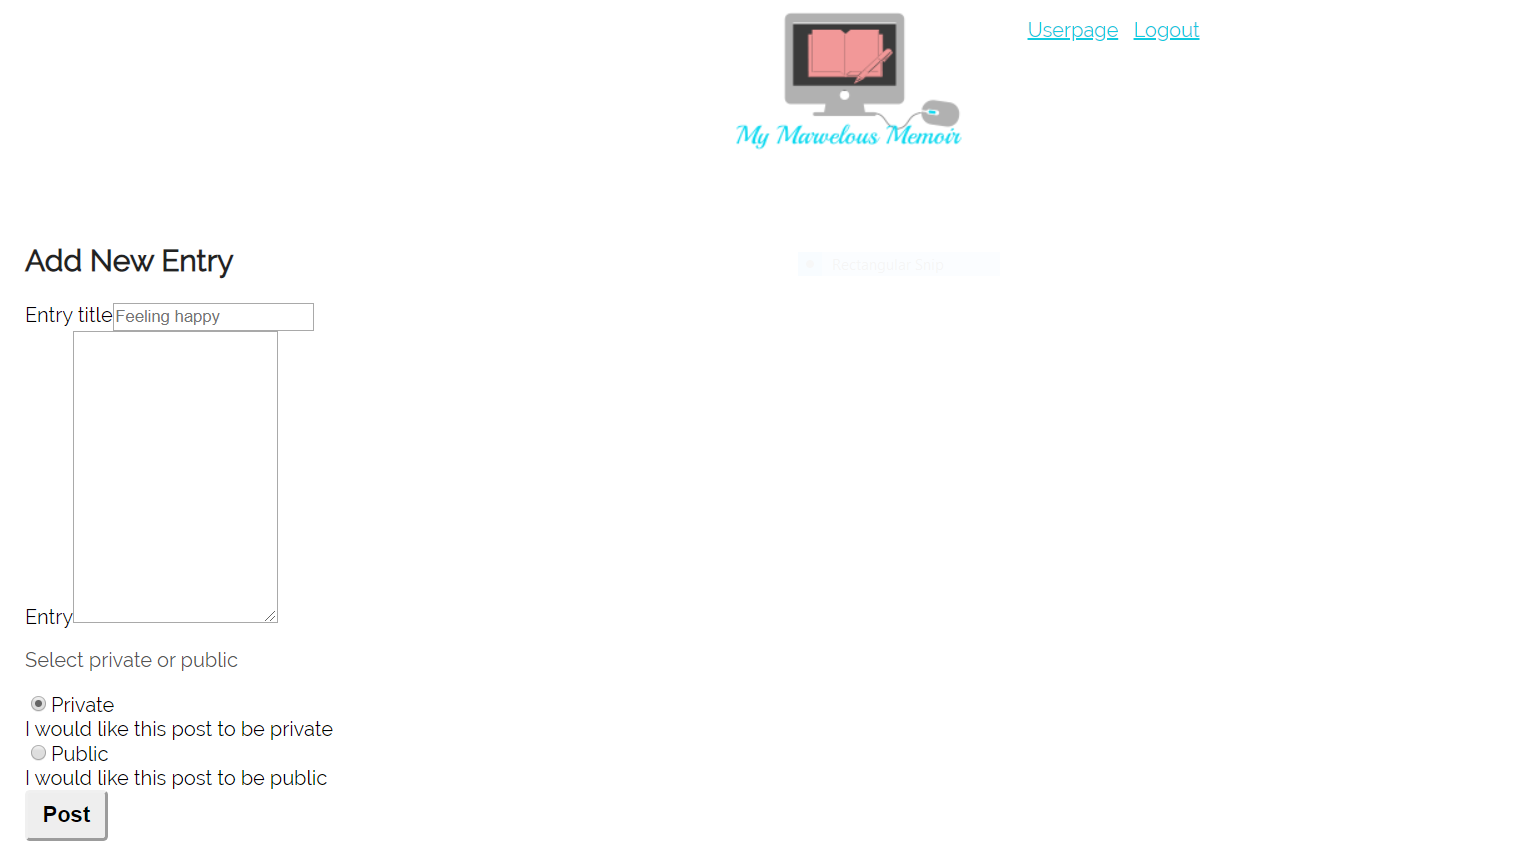 Userpage Logout
My Marvelous Memoir
Add New Entry
Rectangular Snip
Entry title Feeling happy
Entry
Select private or public
Private
I would like this post to be private
Public
I would like this post to be public
Post